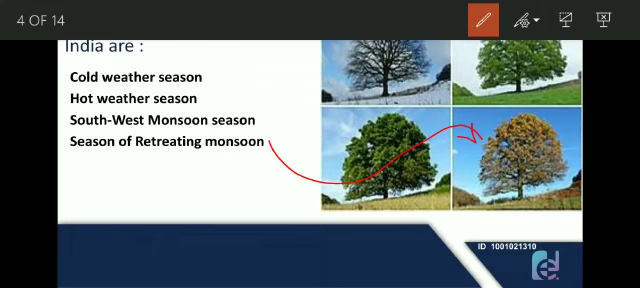 4 OF 14
India are :
Cold weather season
Hot weather season
South-West Monsoon season
Season of Retreating monsoon
ID 1001021310